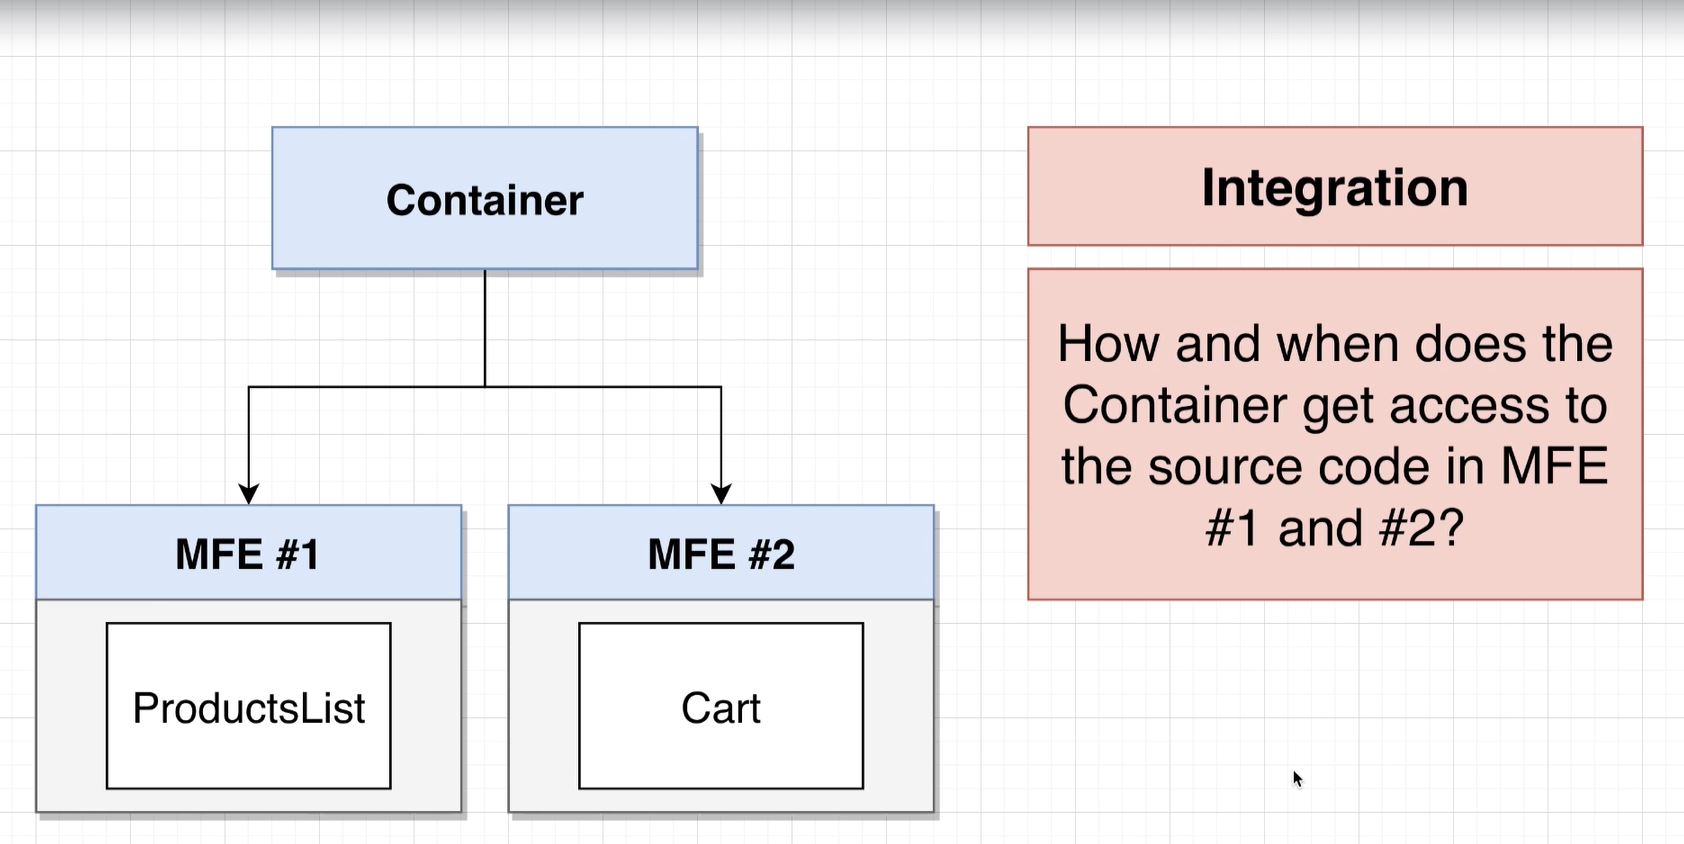 Container
MFE #1
ProductsList
MFE #2
Cart
Integration
How and when does the
Container get access to
the source code in MFE
#1 and #2?